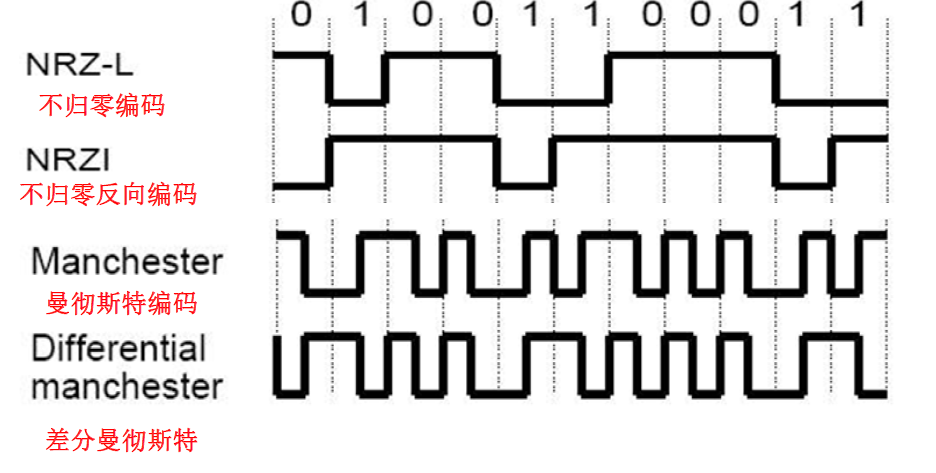 0 1 0 0 1 1 0 0 0 1 1
NRZ-L
不归零编码
NRZI
不归零反向编码
Manchester
曼彻斯特编码
Differential
manchester
差分曼彻斯特